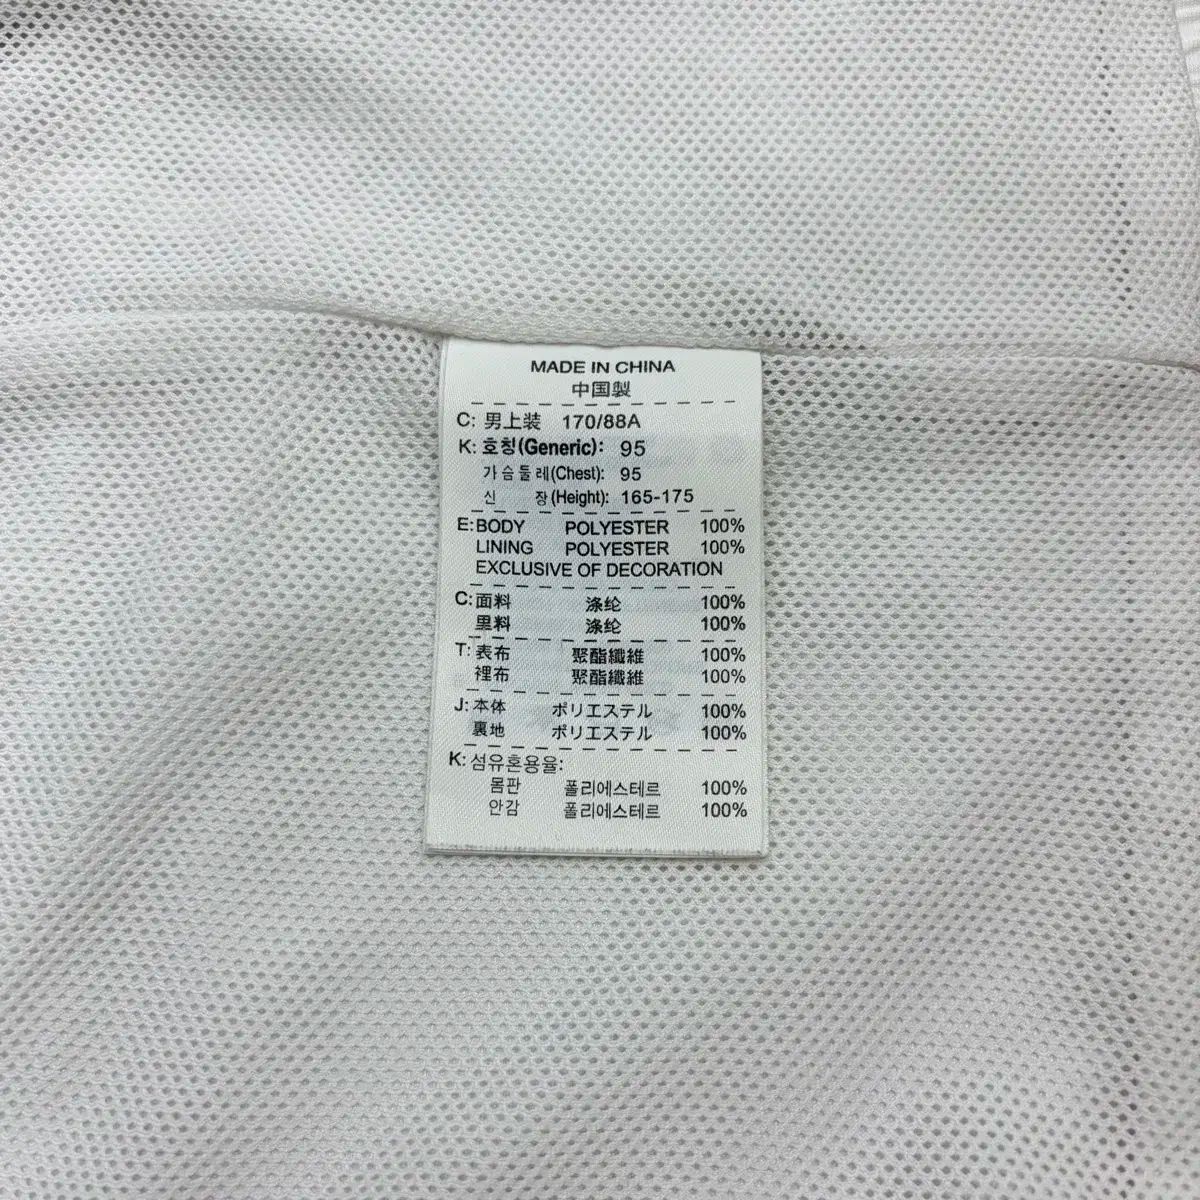 MADE IN CHINA
中国製
C: 男上装 170/88A
K: 호칭(Generic): 95
가슴둘레(Chest): 95
신 장(Height): 165-175
E: BODY POLYESTER 100%
LINING POLYESTER 100%
EXCLUSIVE OF DECORATION
C: 面料 涤纶 100%
里料 涤纶 100%
T: 表布 聚酯纖維 100%
裡布 聚酯纖維 100%
J: 本体 ポリエステル 100%
裏地 ポリエステル 100%
K: 섬유혼용율:
몸판 폴리에스테르 100%
안감 폴리에스테르 100%